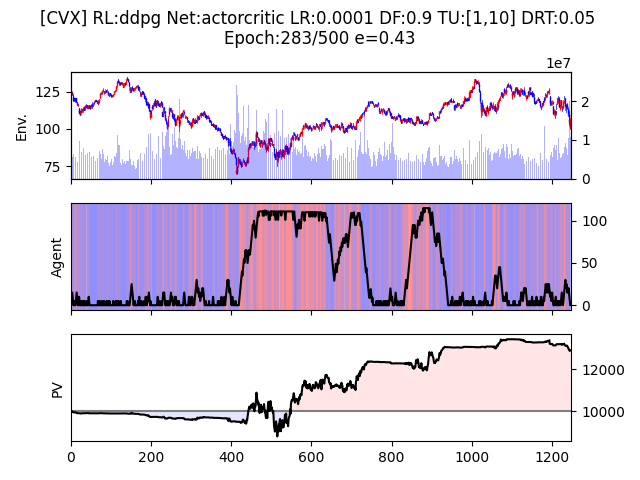 [CVX] RL:ddpg Net:actorcritic LR:0.0001 DF:0.9 TU:[1,10] DRT:0.05
Epoch:283/500 e=0.43
1e7
Env.
125
100
75
2
1
0
Agent
100
50
0
PV
12000
10000
0 200 400 600 800 1000 1200